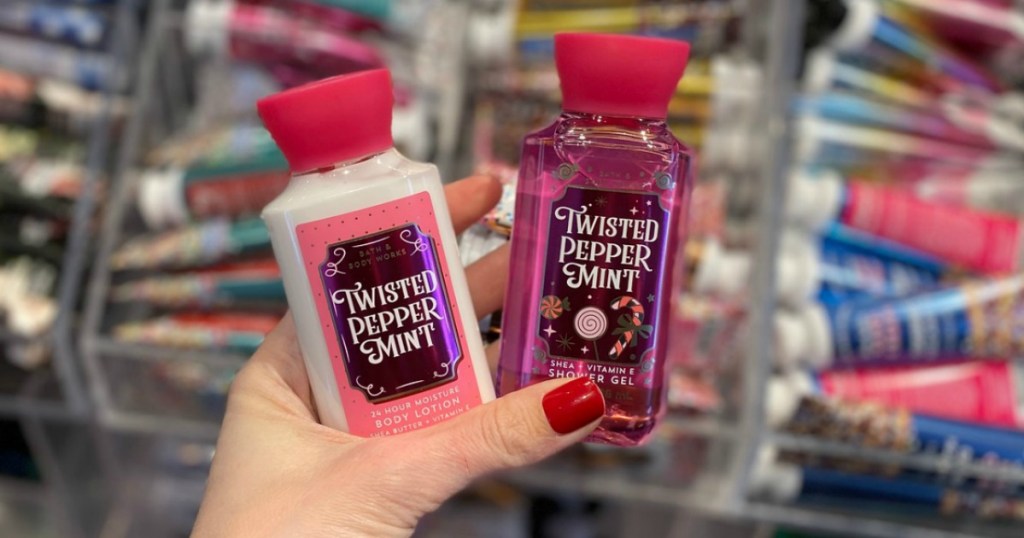 BATH &
BODY WORKS
TWISTED
PEPPER
MINT
24 HOUR MOISTURE
BODY LOTION
SHEA BUTTER + VITAMIN E
BATH &
TWISTED
PEPPER
MINT
SHEA + VITAMIN E
SHOWER GEL